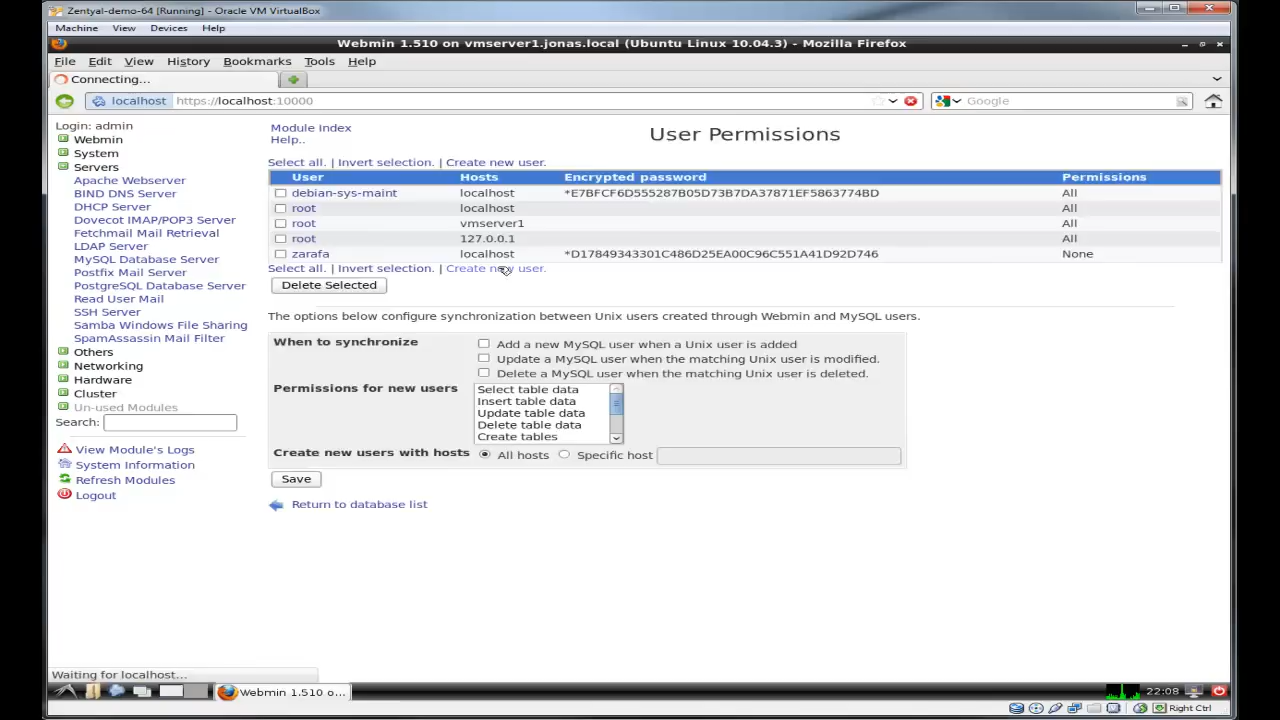 Zentyal-demo-64 [Running] - Oracle VM VirtualBox
Machine View Devices Help
Webmin 1.510 on vmserver1.jonas.local (Ubuntu Linux 10.04.3) - Mozilla Firefox
File Edit View History Bookmarks Tools Help
Connecting...
localhost https://localhost:10000 Google
Login: admin
Webmin
System
Servers
Apache Webserver
BIND DNS Server
DHCP Server
Dovecot IMAP/POP3 Server
Fetchmail Mail Retrieval
LDAP Server
MySQL Database Server
Postfix Mail Server
PostgreSQL Database Server
Read User Mail
SSH Server
Samba Windows File Sharing
SpamAssassin Mail Filter
Others
Networking
Hardware
Cluster
Un-used Modules
Search:
View Module's Logs
System Information
Refresh Modules
Logout
Module Index
Help..
User Permissions
Select all. | Invert selection. | Create new user.
User Hosts Encrypted password Permissions
debian-sys-maint localhost *E7BFCF6D555287B05D73B7DA37871EF5863774BD All
root localhost All
root vmserver1 All
root 127.0.0.1 All
zarafa localhost *D17849343301C486D25EA00C96C551A41D92D746 None
Select all. | Invert selection. | Create new user.
Delete Selected
The options below configure synchronization between Unix users created through Webmin and MySQL users.
When to synchronize
Add a new MySQL user when a Unix user is added
Update a MySQL user when the matching Unix user is modified.
Delete a MySQL user when the matching Unix user is deleted.
Permissions for new users
Select table data
Insert table data
Update table data
Delete table data
Create tables
Create new users with hosts All hosts Specific host
Save
Return to database list
Waiting for localhost...
Webmin 1.510 o... 22:08
Right Ctrl